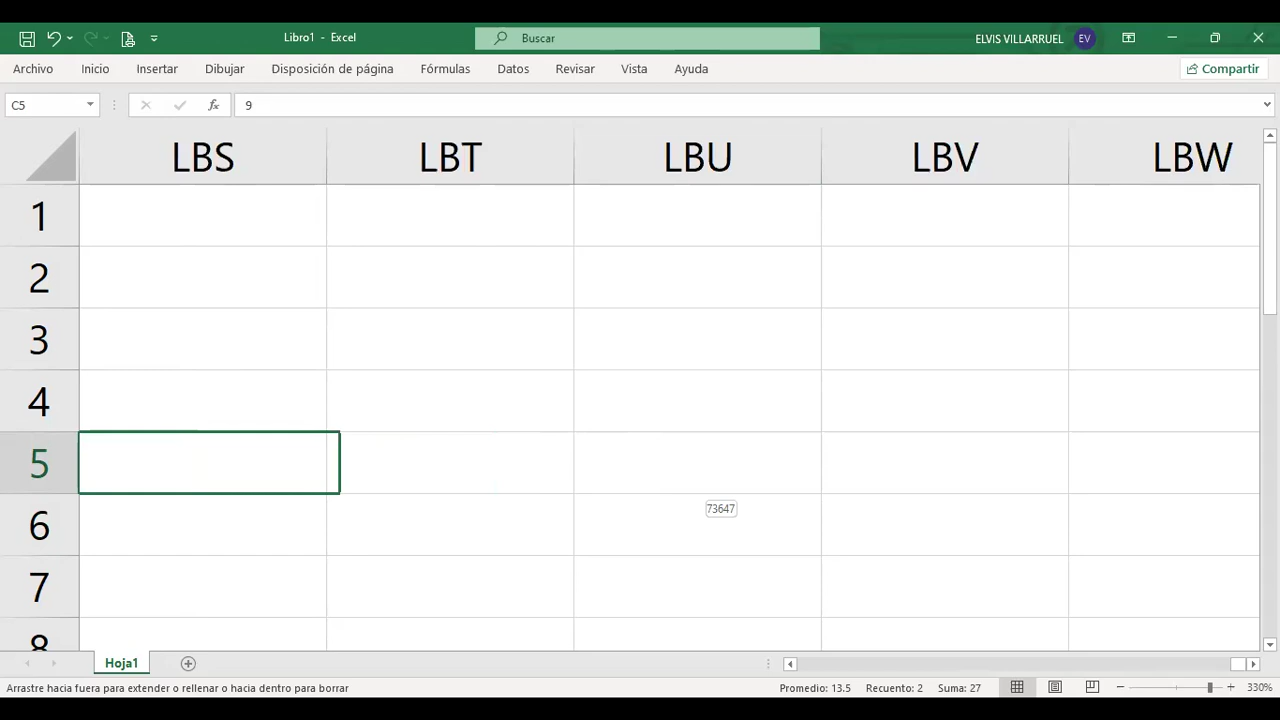 Libro1 - Excel
Buscar
ELVIS VILLARRUEL EV
Archivo Inicio Insertar Dibujar Disposición de página Fórmulas Datos Revisar Vista Ayuda Compartir
C5 fx 9
LBS LBT LBU LBV LBW
1
2
3
4
5
6
73647
7
8
Hoja1
Arrastre hacia fuera para extender o rellenar o hacia dentro para borrar Promedio: 13.5 Recuento: 2 Suma: 27 330%